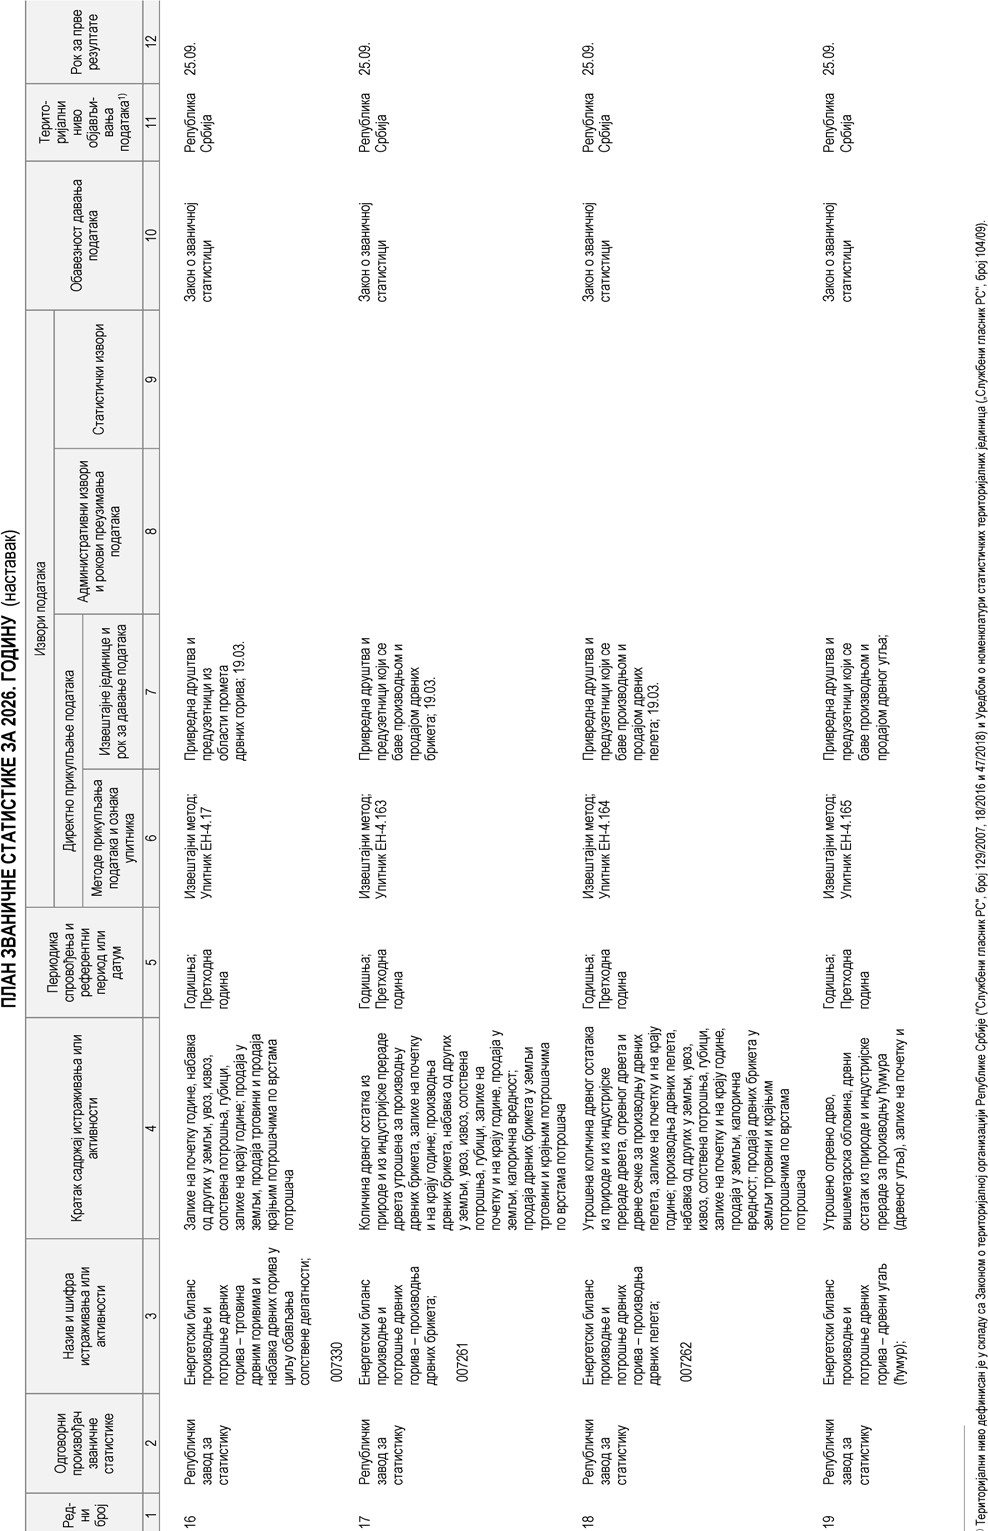 ПЛАН ЗВАНИЧНЕ СТАТИСТИКЕ ЗА 2026. ГОДИНУ (наставак)
Ред-
ни
број
Одговорни
произвођач
званичне
статистике
Назив и шифра
истраживања или
активности
Кратак садржај истраживања или
активности
Периодика
спровођења и
референтни
период или
датум
Извори података
Директно прикупљање података
Методе прикупљања
података и ознака
упитника
Извештајне јединице и
рок за давање података
Административни извори
и рокови преузимања
података
Статистички извори
Обавезност давања
података
Терито-
ријални
ниво
објављи-
вања
података1)
Рок за прве
резултате
1 2 3 4 5 6 7 8 9 10 11 12
16
Републички
завод за
статистику
Енергетски биланс
производње и
потрошње дрвних
горива – трговина
дрвним горивима и
набавка дрвних горива у
циљу обављања
сопствене делатности;
007330
Залихе на почетку године, набавка
од других у земљи, увоз, извоз,
сопствена потрошња, губици,
залихе на крају године; продаја у
земљи, продаја трговини и продаја
крајњим потрошачима по врстама
потрошача
Годишња;
Претходна
година
Извештајни метод;
Упитник ЕН-4.17
Привредна друштва и
предузетници из
области промета
дрвних горива; 19.03.
Закон о званичној
статистици
Република
Србија
25.09.
17
Републички
завод за
статистику
Енергетски биланс
производње и
потрошње дрвних
горива – производња
дрвних брикета;
007261
Количина дрвног остатка из
природе и из индустријске прераде
дрвета утрошена за производњу
дрвних брикета, залихе на почетку
и на крају године; производња
дрвних брикета, набавка од других
у земљи, увоз, извоз, сопствена
потрошња, губици, залихе на
почетку и на крају године, продаја у
земљи, калорична вредност;
продаја дрвних брикета у земљи
трговини и крајњим потрошачима
по врстама потрошача
Годишња;
Претходна
година
Извештајни метод;
Упитник ЕН-4.163
Привредна друштва и
предузетници који се
баве производњом и
продајом дрвних
брикета; 19.03.
Закон о званичној
статистици
Република
Србија
25.09.
18
Републички
завод за
статистику
Енергетски биланс
производње и
потрошње дрвних
горива – производња
дрвних пелета;
007262
Утрошена количина дрвног остатака
из природе и из индустријске
прераде дрвета, огревног дрвета и
дрвне сечке за производњу дрвних
пелета, залихе на почетку и на крају
године; производња дрвних пелета,
набавка од других у земљи, увоз,
извоз, сопствена потрошња, губици,
залихе на почетку и на крају године,
продаја у земљи, калорична
вредност; продаја дрвних брикета у
земљи трговини и крајњим
потрошачима по врстама
потрошача
Годишња;
Претходна
година
Извештајни метод;
Упитник ЕН-4.164
Привредна друштва и
предузетници који се
баве производњом и
продајом дрвних
пелета; 19.03.
Закон о званичној
статистици
Република
Србија
25.09.
19
Републички
завод за
статистику
Енергетски биланс
производње и
потрошње дрвних
горива – дрвени угаљ
(ћумур);
Утрошено огревно дрво,
вишеметарска обловина, дрвни
остатак из природе и индустријске
прераде за производњу ћумура
(дрвеног угља), залихе на почетку и
Годишња;
Претходна
година
Извештајни метод;
Упитник ЕН-4.165
Привредна друштва и
предузетници који се
баве производњом и
продајом дрвног угља;
Закон о званичној
статистици
Република
Србија
25.09.
) Територијални ниво дефинисан је у складу са Законом о територијалној организацији Републике Србије ("Службени гласник РС", број 129/2007, 18/2016 и 47/2018) и Уредбом о номенклатури статистичких територијалних јединица („Службени гласник РС", број 104/09).